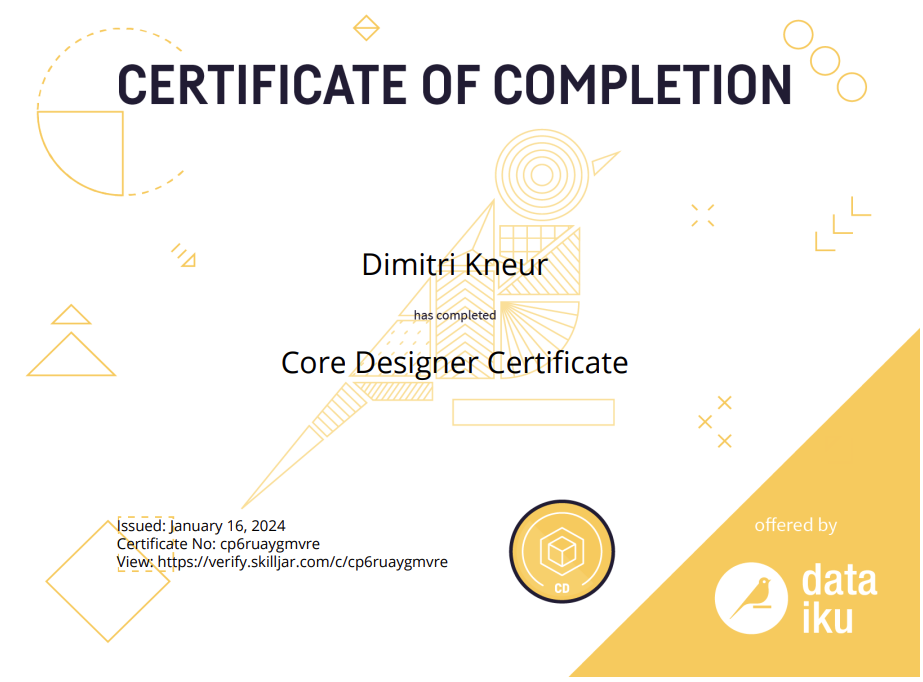 CERTIFICATE OF COMPLETION
Dimitri Kneur
has completed
Core Designer Certificate
Issued: January 16, 2024
Certificate No: cp6ruaygmvre
View: https://verify.skilljar.com/c/cp6ruaygmvre
CD
offered by
data
iku